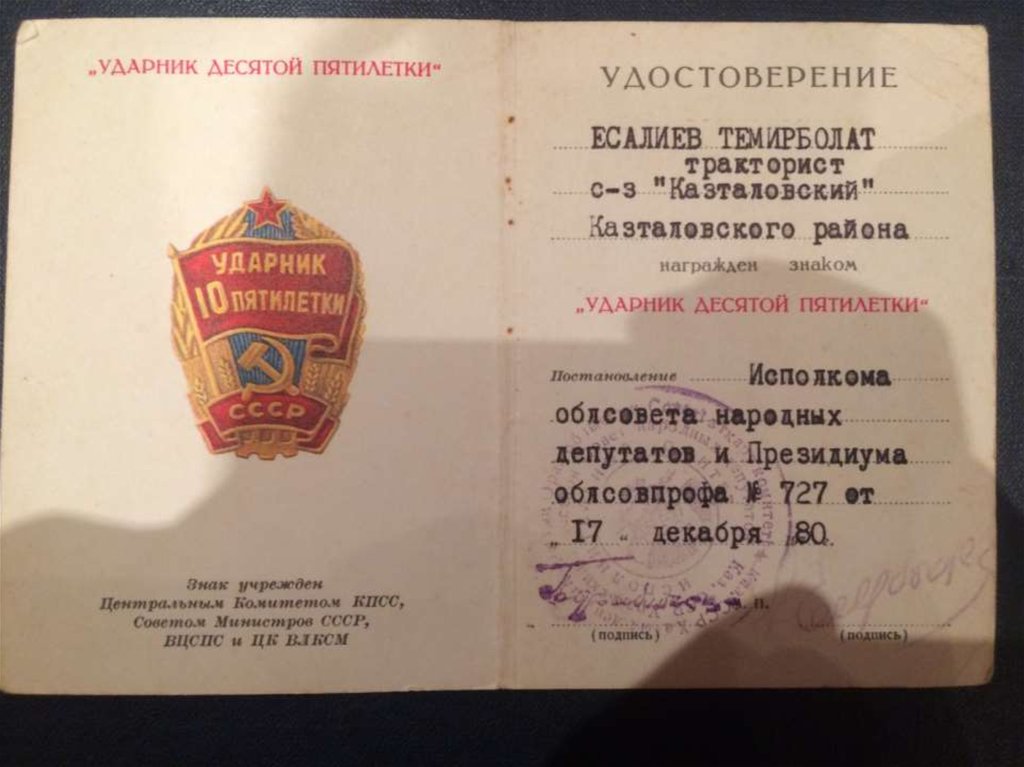 „УДАРНИК ДЕСЯТОЙ ПЯТИЛЕТКИ“
УДАРНИК
10 ПЯТИЛЕТКИ
СССР
Знак учрежден
Центральным Комитетом КПСС,
Советом Министров СССР,
ВЦСПС и ЦК ВЛКСМ
УДОСТОВЕРЕНИЕ
ЕСАЛИЕВ ТЕМИРБОЛАТ
тракторист
с-з "Казталовский"
Казталовского района
награжден знаком
„УДАРНИК ДЕСЯТОЙ ПЯТИЛЕТКИ“
Постановление Исполкома
облсовета народных
депутатов и Президиума
облсовпрофа № 727 от
„17“ декабря 80 г.
М. П.
(подпись) (подпись)